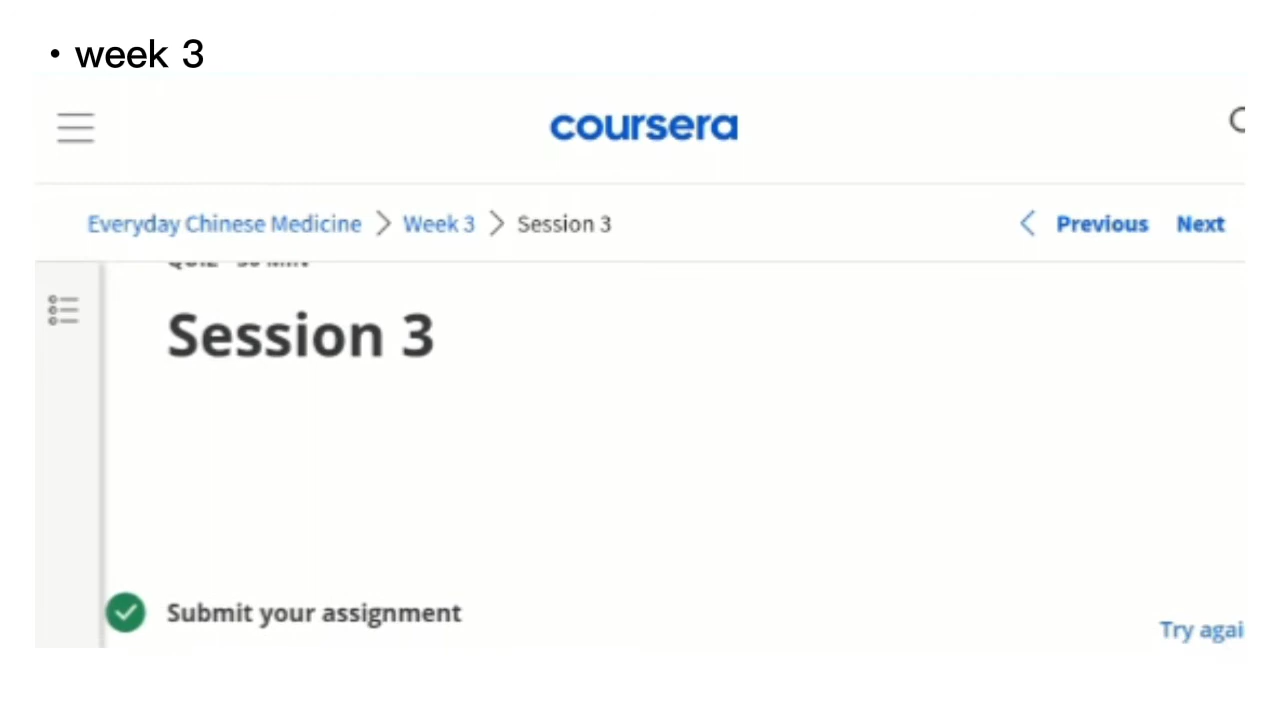 • week 3
coursera
Everyday Chinese Medicine > Week 3 > Session 3
Previous Next
Session 3
Submit your assignment
Try agai